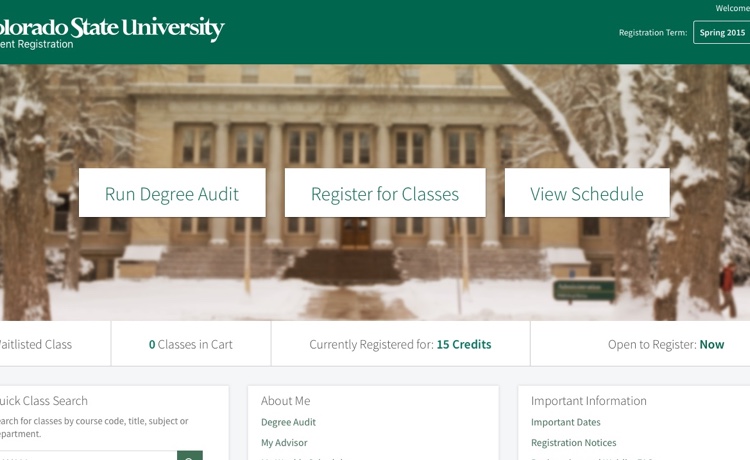 Welcome
olorado State University
ent Registration
Registration Term: Spring 2015
Run Degree Audit
Register for Classes
View Schedule
aitlisted Class
0 Classes in Cart
Currently Registered for: 15 Credits
Open to Register: Now
uick Class Search
earch for classes by course code, title, subject or
epartment.
About Me
Degree Audit
My Advisor
Important Information
Important Dates
Registration Notices